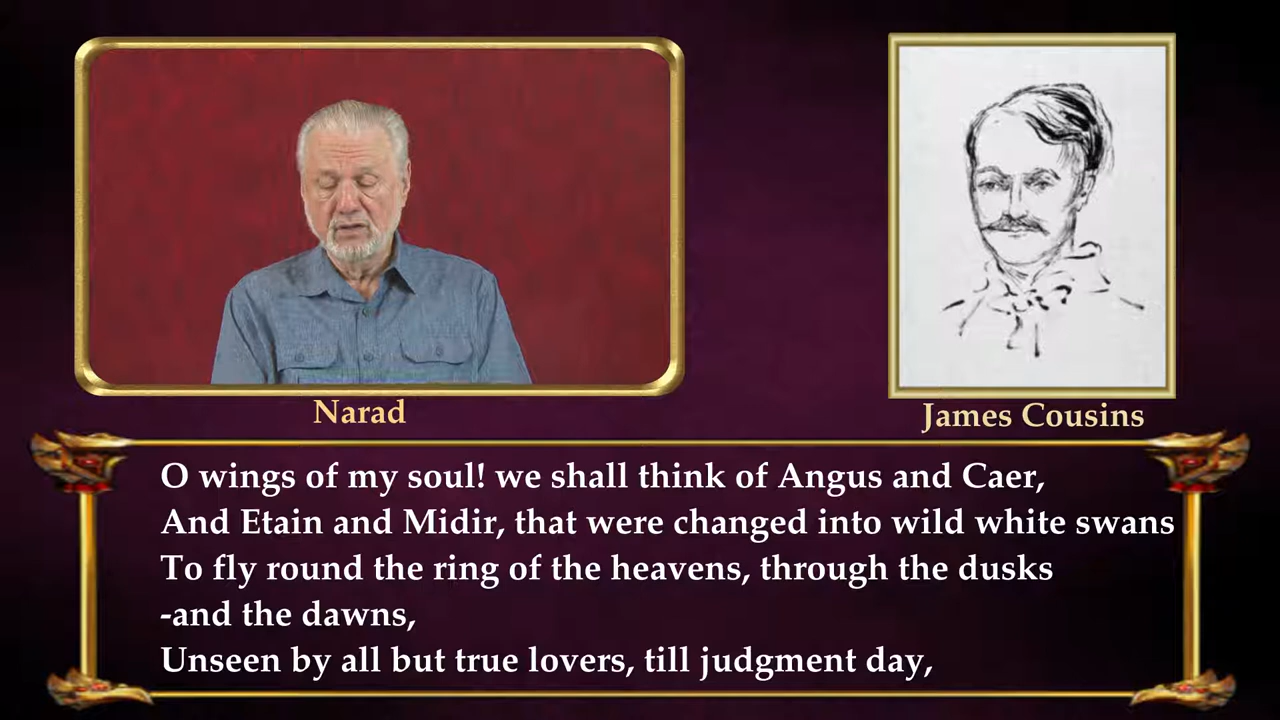 Narad
James Cousins
O wings of my soul! we shall think of Angus and Caer,
And Etain and Midir, that were changed into wild white swans
To fly round the ring of the heavens, through the dusks
-and the dawns,
Unseen by all but true lovers, till judgment day,